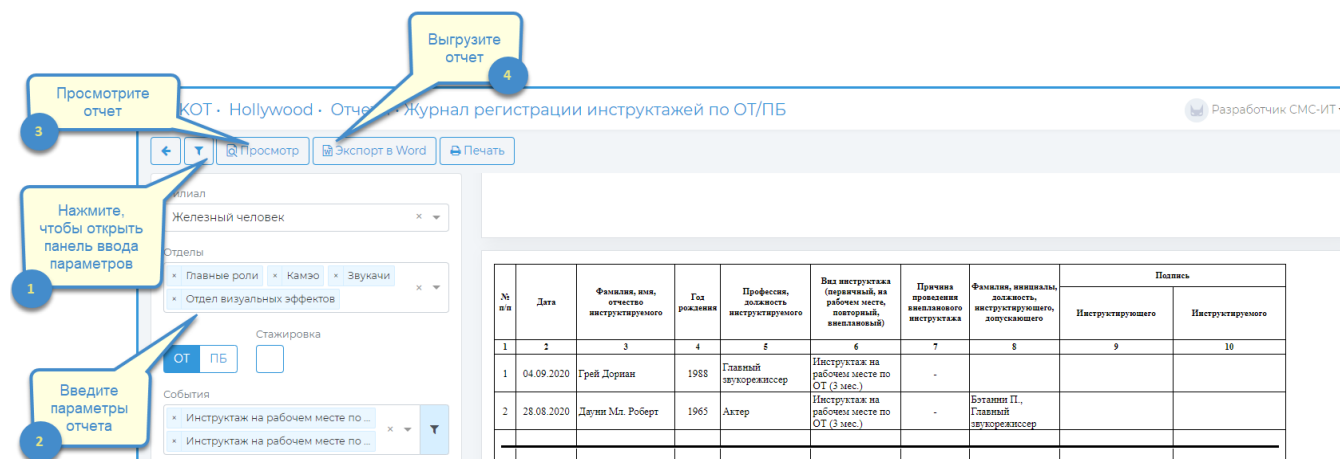 Выгрузите
отчет
4
Просмотрите
отчет
3
КОТ · Hollywood · Отче · Журнал регистрации инструктажей по ОТ/ПБ
Разработчик СМС-ИТ
Просмотр
Экспорт в Word
Печать
Нажмите,
чтобы открыть
панель ввода
параметров
1
Железный человек
Отделы
× Главные роли × Камэо × Звукачи
× Отдел визуальных эффектов
Стажировка
ОТ ПБ
Введите
параметры
отчета
2
События
× Инструктаж на рабочем месте по ...
× Инструктаж на рабочем месте по ...
№
п/п
Дата
Фамилия, имя,
отчество
инструктируемого
Год
рождения
Профессия,
должность
инструктируемого
Вид инструктажа
(первичный, на
рабочем месте,
повторный,
внеплановый)
Причина
проведения
внепланового
инструктажа
Фамилия, инициалы,
должность,
инструктирующего,
допускающего
Подпись
Инструктирующего
Инструктируемого
1 2 3 4 5 6 7 8 9 10
1
04.09.2020
Грей Дориан
1988
Главный
звукорежиссер
Инструктаж на
рабочем месте по
ОТ (3 мес.)
-
2
28.08.2020
Дауни Мл. Роберт
1965
Актер
Инструктаж на
рабочем месте по
ОТ (3 мес.)
-
Бэтанни П.,
Главный
звукорежиссер